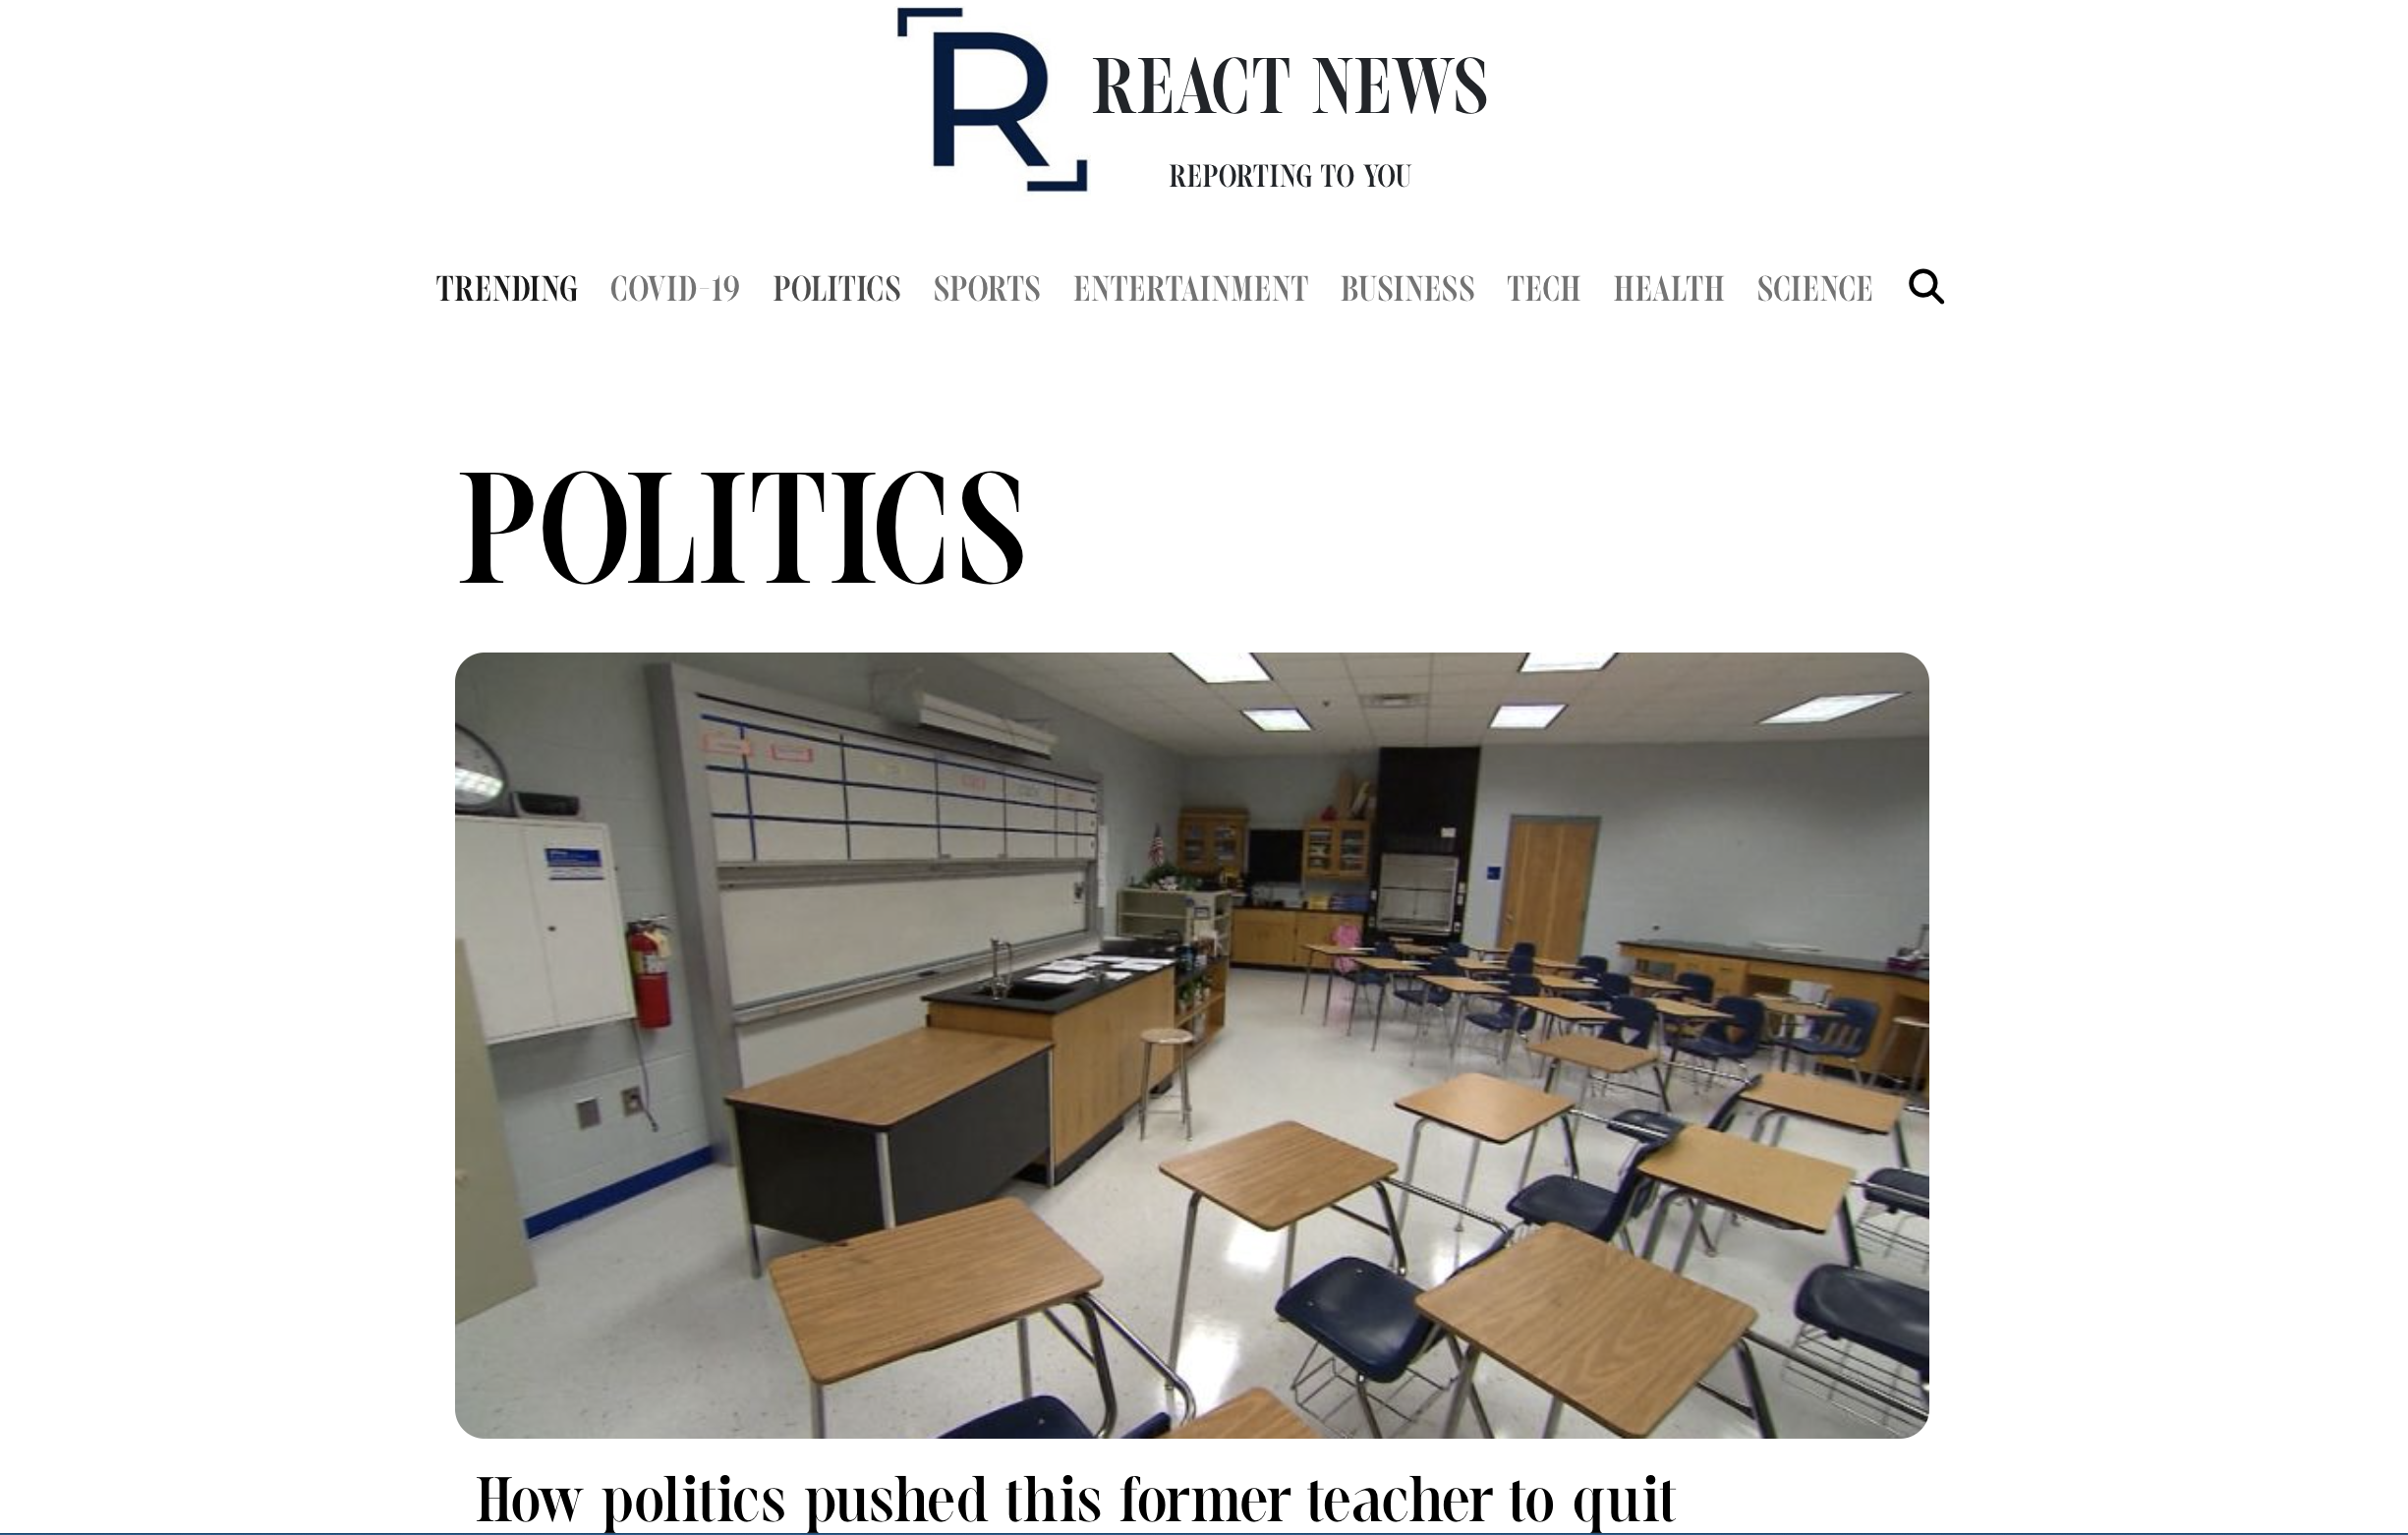 R
REACT NEWS
REPORTING TO YOU
TRENDING COVID-19 POLITICS SPORTS ENTERTAINMENT BUSINESS TECH HEALTH SCIENCE
POLITICS
How politics pushed this former teacher to quit